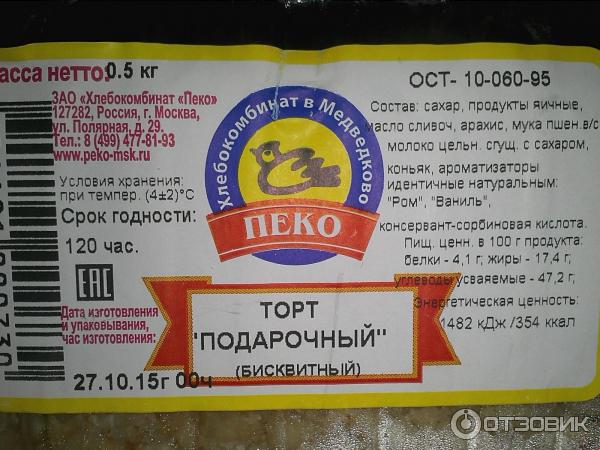 масса нетто: 0.5 кг
ЗАО «Хлебокомбинат «Пеко»
127282, Россия, г. Москва,
ул. Полярная, д. 29.
Тел.: 8 (499) 477-81-93
www.peko-msk.ru
Условия хранения:
при темпер. (4±2)°С
Срок годности:
120 час.
ЕАС
Дата изготовления
и упаковывания,
час изготовления:
27.10.15г 00ч
Хлебокомбинат в Медведково
ПЕКО
ТОРТ
"ПОДАРОЧНЫЙ"
(БИСКВИТНЫЙ)
ОСТ- 10-060-95
Состав: сахар, продукты яичные,
масло сливоч, арахис, мука пшен.в/с
молоко цельн. сгущ. с сахаром,
коньяк, ароматизаторы
идентичные натуральным:
"Ром", "Ваниль",
консервант-сорбиновая кислота.
Пищ. ценн. в 100 г продукта:
белки - 4,1 г; жиры - 17,4 г;
углеводы усваяемые - 47,2 г;
Энергетическая ценность:
1482 кДж /354 ккал
ОТЗОВИК